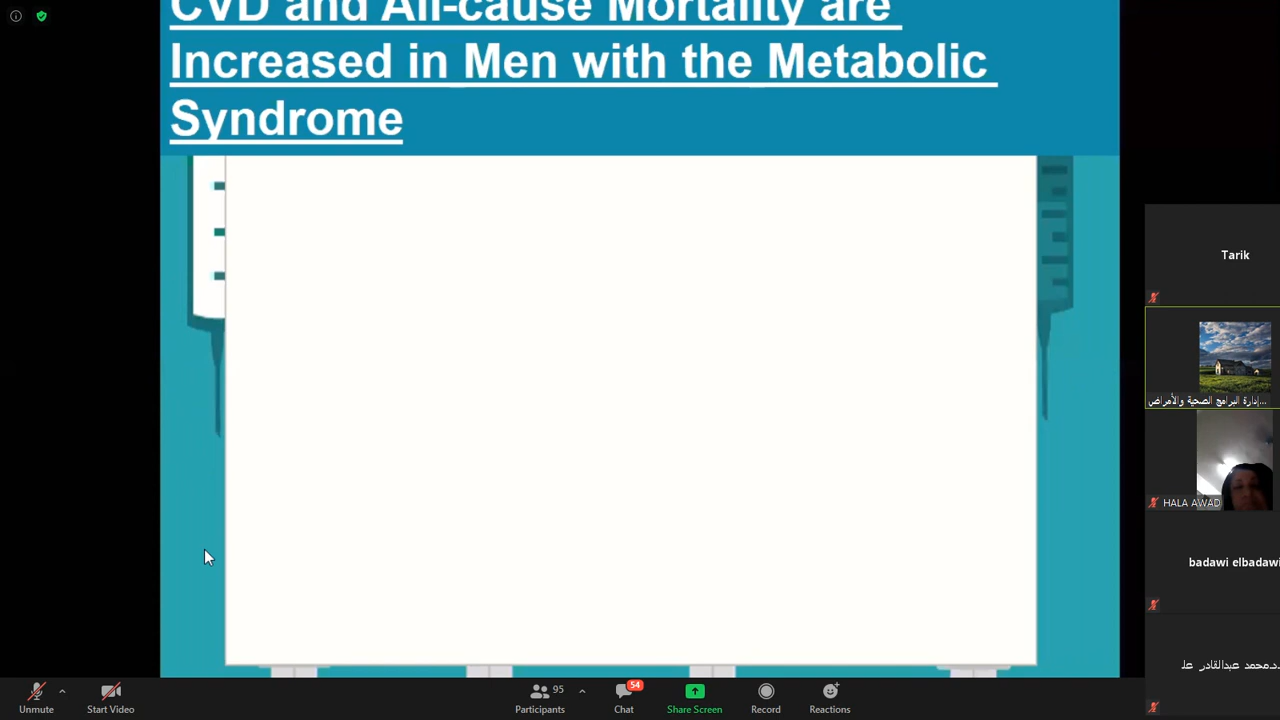 CVD and All-cause Mortality are
Increased in Men with the Metabolic
Syndrome
Tarik
إدارة البرامج الصحية والأمراض...
HALA AWAD
badawi elbadawi
د.محمد عبدالقادر عل
Unmute
Start Video
95
Participants
54
Chat
Share Screen
Record
Reactions